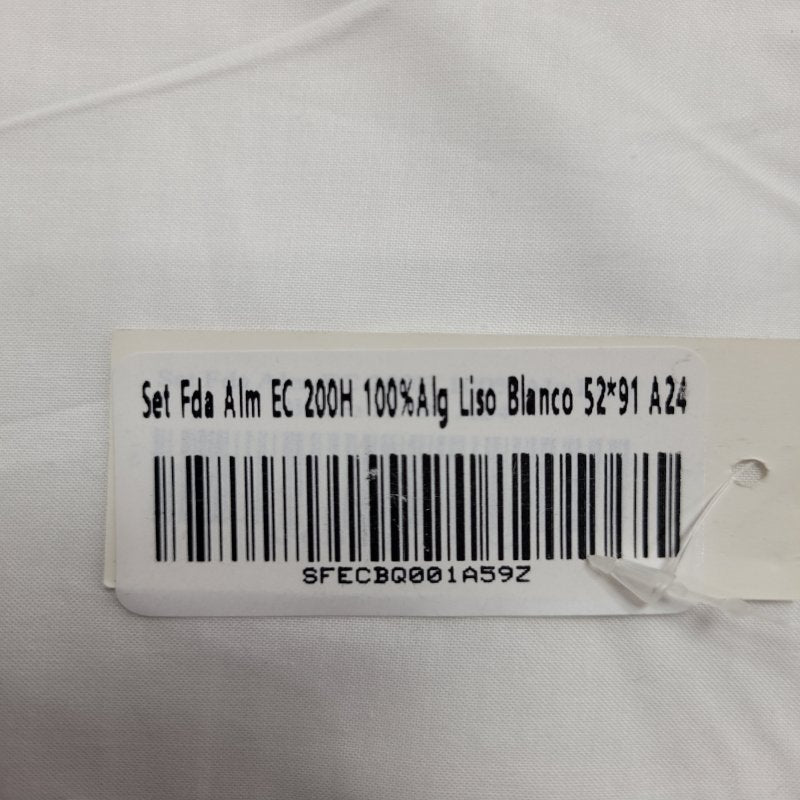 Set Fda Alm EC 200H 100%Alg Liso Blanco 52*91 A24
SFECBQ001A59Z